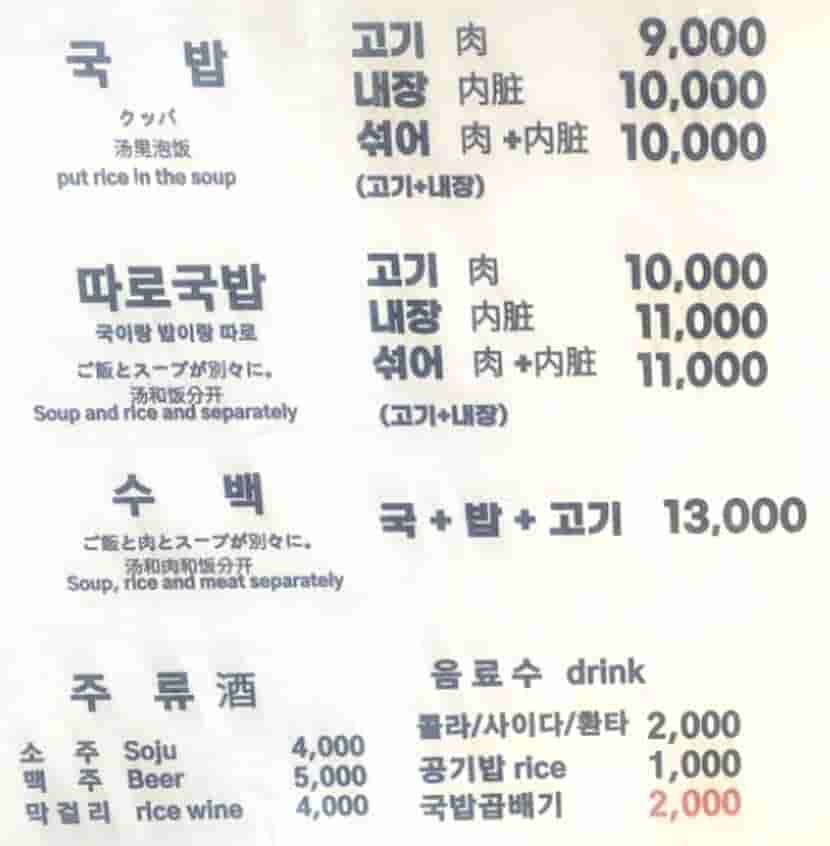 국 밥
クッパ
汤里泡饭
put rice in the soup
고기 肉 9,000
내장 内脏 10,000
섞어 肉+内脏 10,000
(고기+내장)
따로국밥
국이랑 밥이랑 따로
ご飯とスープが別々に。
汤和饭分开
Soup and rice and separately
고기 肉 10,000
내장 内脏 11,000
섞어 肉+内脏 11,000
(고기+내장)
수 백
ご飯と肉とスープが別々に。
汤和肉和饭分开
Soup, rice and meat separately
국 + 밥 + 고기 13,000
주 류 酒
소 주 Soju 4,000
맥 주 Beer 5,000
막 걸 리 rice wine 4,000
음 료 수 drink
콜라/사이다/환타 2,000
공기밥 rice 1,000
국밥곱배기 2,000